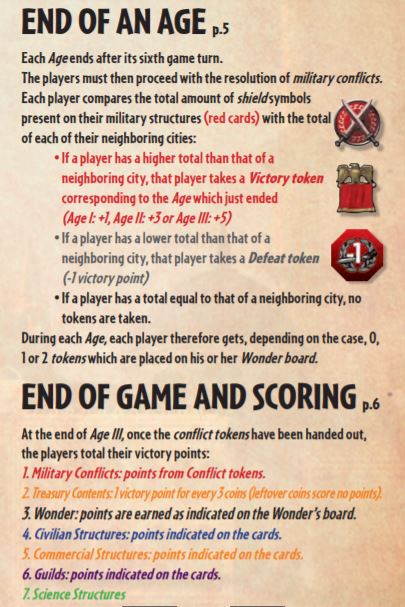 END OF AN AGE p.5
Each Age ends after its sixth game turn.
The players must then proceed with the resolution of military conflicts.
Each player compares the total amount of shield symbols
present on their military structures (red cards) with the total
of each of their neighboring cities:
• If a player has a higher total than that of a
neighboring city, that player takes a Victory token
corresponding to the Age which just ended
(Age I: +1, Age II: +3 or Age III: +5)
• If a player has a lower total than that of a
neighboring city, that player takes a Defeat token
(-1 victory point)
-1
• If a player has a total equal to that of a neighboring city, no
tokens are taken.
During each Age, each player therefore gets, depending on the case, 0,
1 or 2 tokens which are placed on his or her Wonder board.
END OF GAME AND SCORING p.6
At the end of Age III, once the conflict tokens have been handed out,
the players total their victory points:
1. Military Conflicts: points from Conflict tokens.
2. Treasury Contents: 1 victory point for every 3 coins (leftover coins score no points).
3. Wonder: points are earned as indicated on the Wonder's board.
4. Civilian Structures: points indicated on the cards.
5. Commercial Structures: points indicated on the cards.
6. Guilds: points indicated on the cards.
7. Science Structures